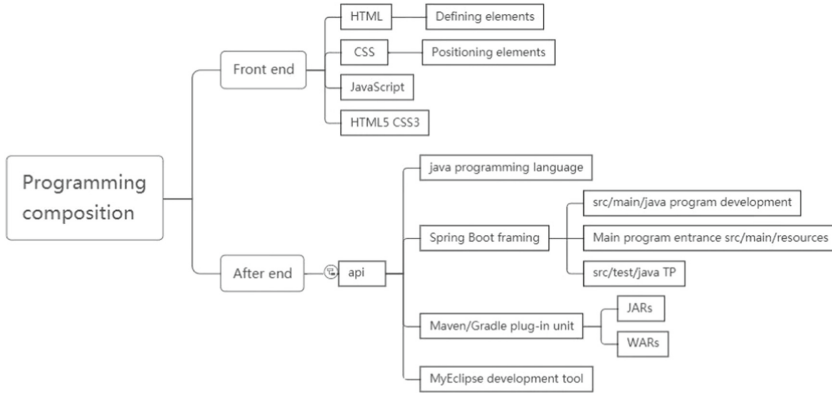 Programming
composition
Front end
HTML
Defining elements
CSS
Positioning elements
JavaScript
HTML5 CSS3
After end
api
java programming language
Spring Boot framing
src/main/java program development
Main program entrance src/main/resources
src/test/java TP
Maven/Gradle plug-in unit
JARs
WARs
MyEclipse development tool